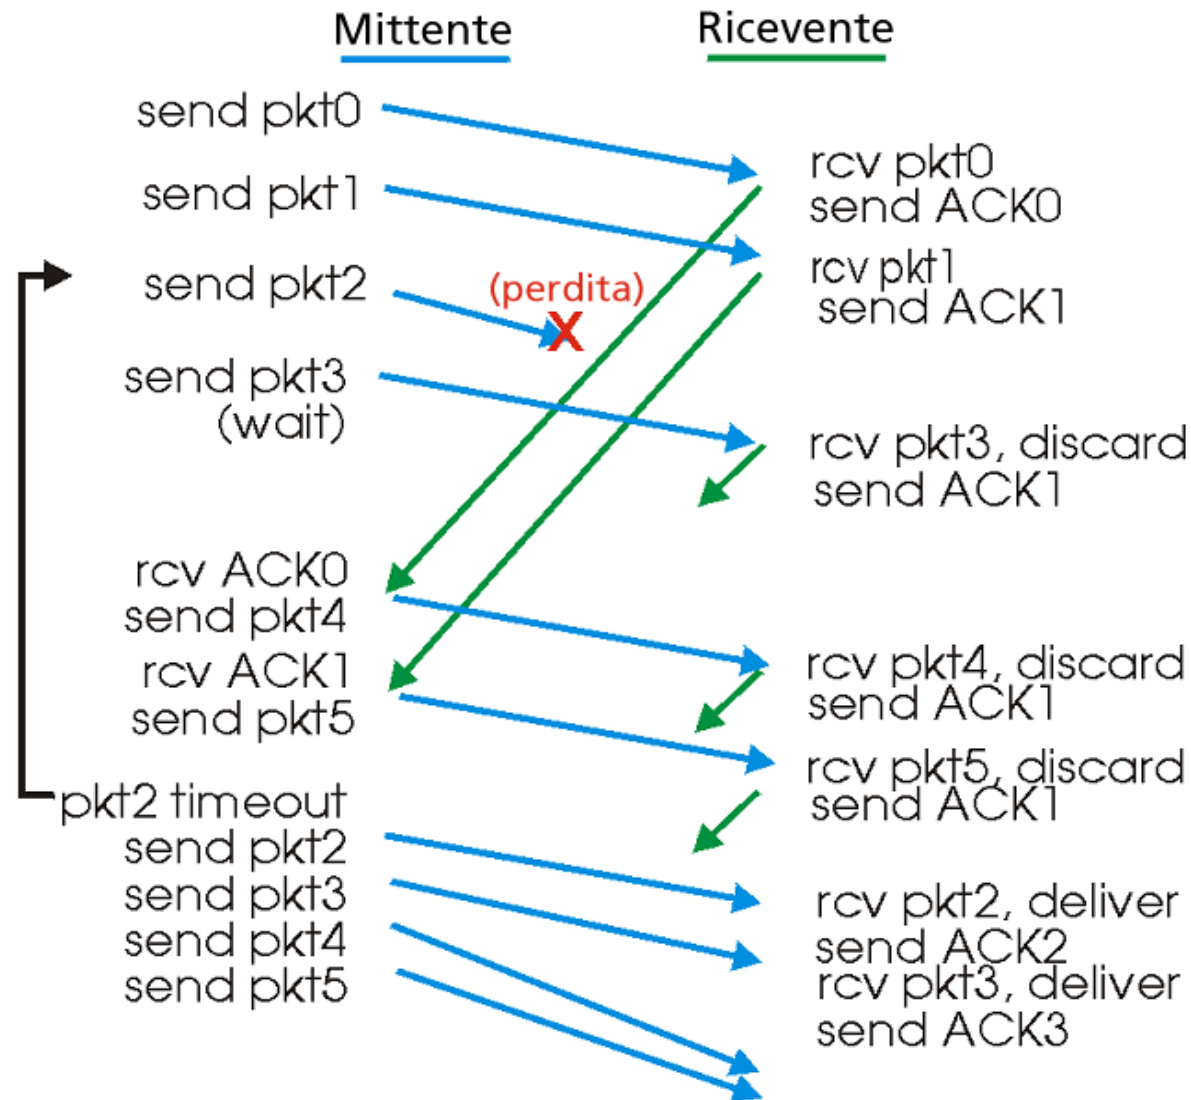 Mittente
Ricevente
send pkt0
send pkt1
send pkt2
(perdita)
X
send pkt3
(wait)
rcv ACK0
send pkt4
rcv ACK1
send pkt5
pkt2 timeout
send pkt2
send pkt3
send pkt4
send pkt5
rcv pkt0
send ACK0
rcv pkt1
send ACK1
rcv pkt3, discard
send ACK1
rcv pkt4, discard
send ACK1
rcv pkt5, discard
send ACK1
rcv pkt2, deliver
send ACK2
rcv pkt3, deliver
send ACK3